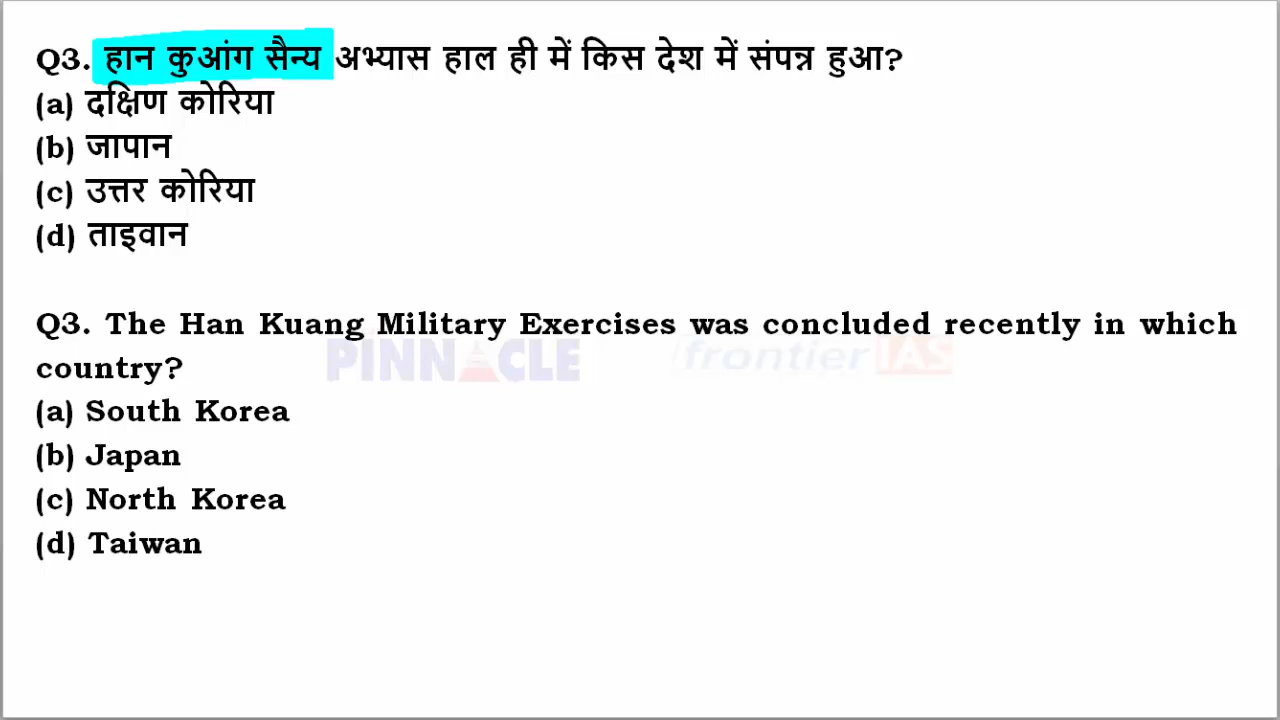 Q3. हान कुआंग सैन्य अभ्यास हाल ही में किस देश में संपन्न हुआ?
(a) दक्षिण कोरिया
(b) जापान
(c) उत्तर कोरिया
(d) ताइवान
Q3. The Han Kuang Military Exercises was concluded recently in which
country?
PiNNACLE frontier IAS
(a) South Korea
(b) Japan
(c) North Korea
(d) Taiwan